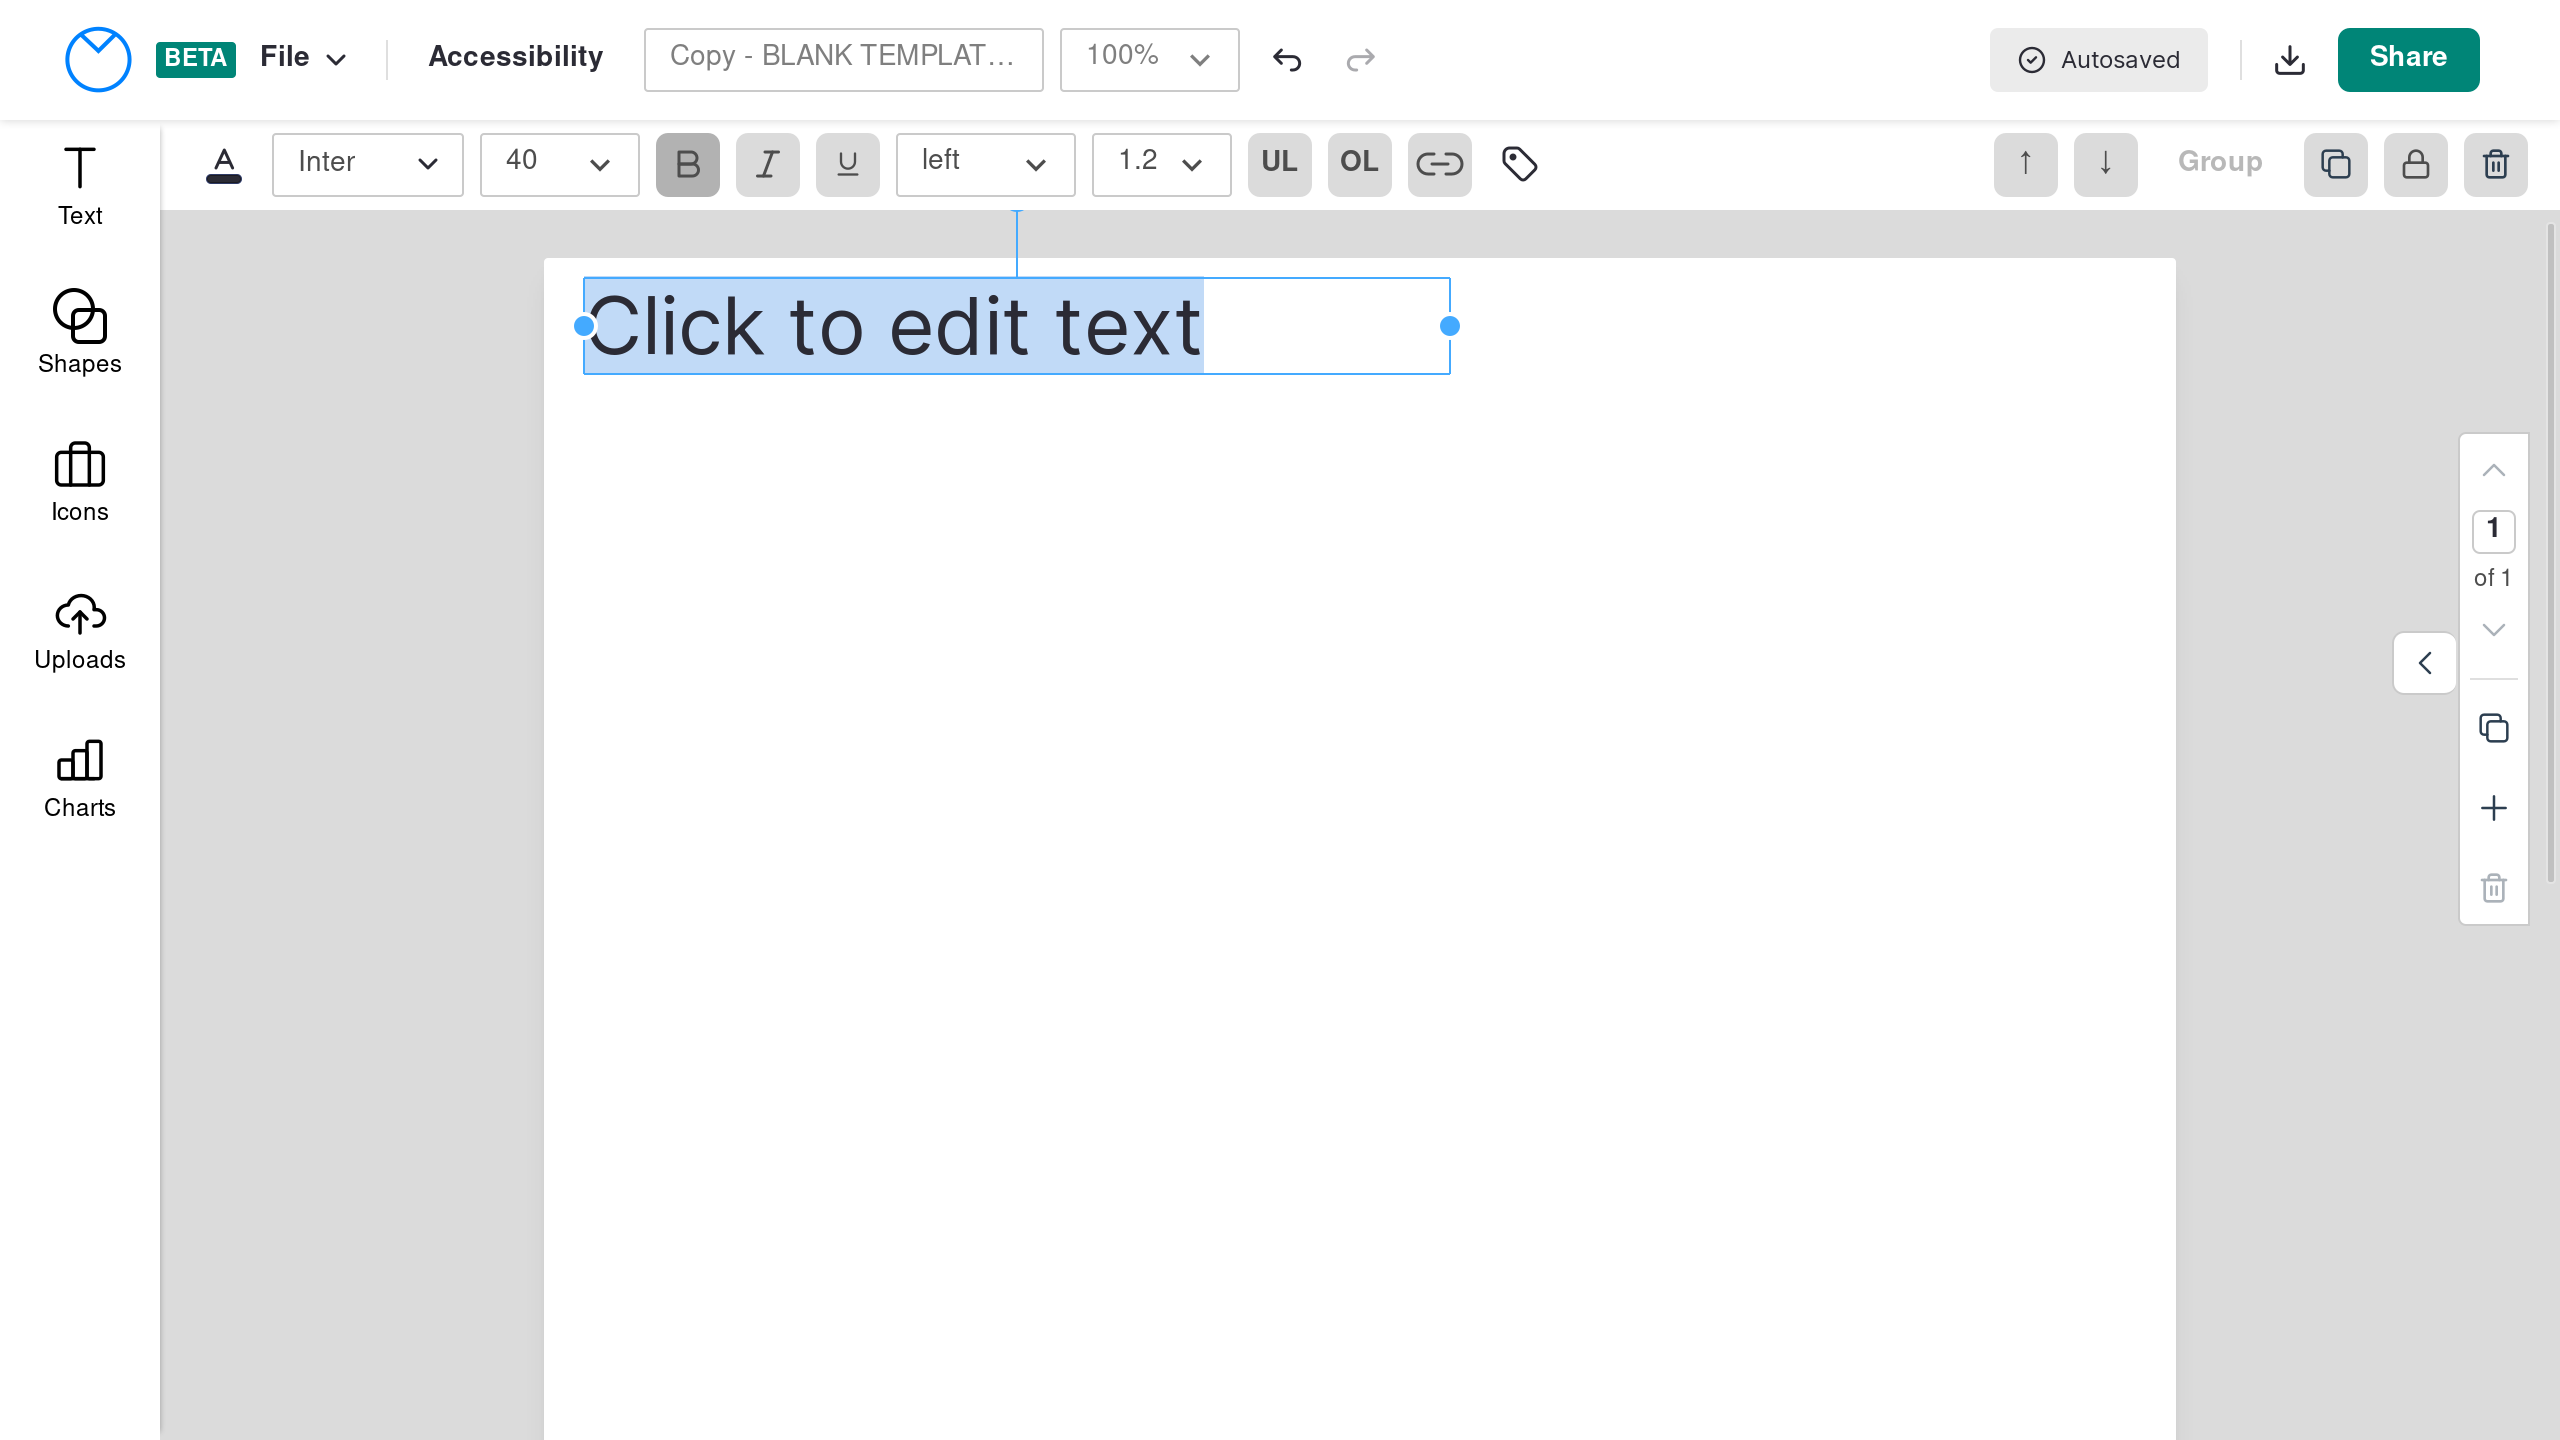 BETA File Accessibility Copy - BLANK TEMPLAT... 100% Autosaved Share
A Inter 40 B I U left 1.2 UL OL ↑ ↓ Group
Click to edit text
Text
Shapes
Icons
Uploads
Charts
1
of 1